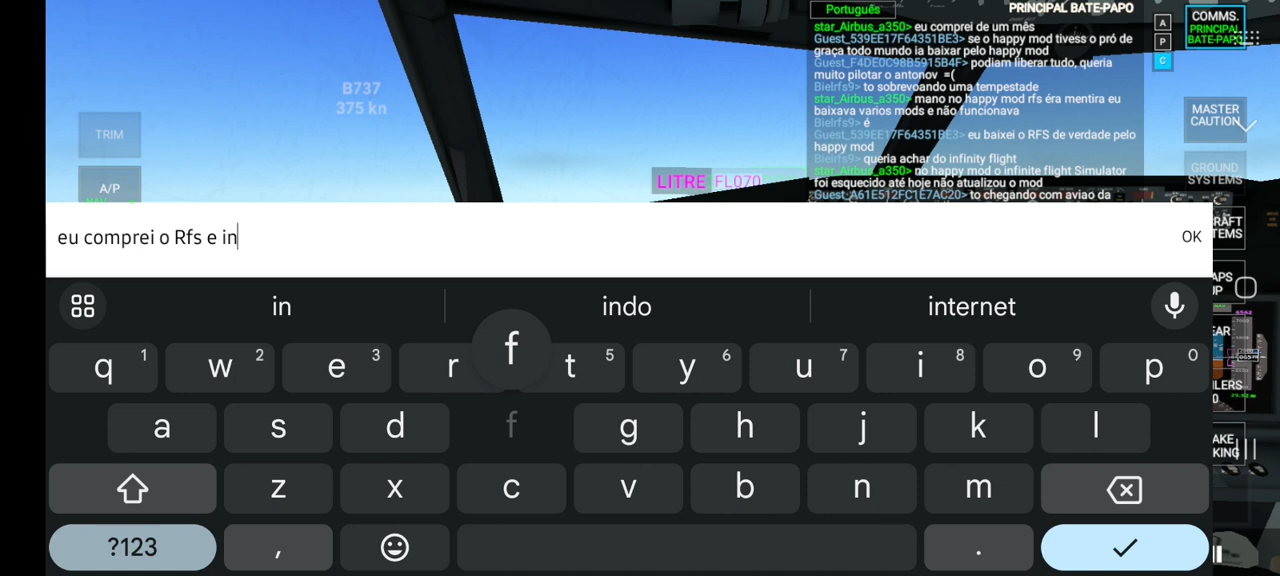 Português
PRINCIPAL BATE-PAPO
star_Airbus_a350> eu comprei de um mês
Guest_539EE17F64351BE3> se o happy mod tivess o pró de
graça todo mundo ia baixar pelo happy mod
Guest_F4DE0C98B5915B4F> podiam liberar tudo, queria
muito pilotar o antonov =(
Bielrfs9> to sobrevoando uma tempestade
star_Airbus_a350> mano no happy mod rfs éra mentira eu
baixava varios mods e não funcionava
Bielrfs9> é
Guest_539EE17F64351BE3> eu baixei o RFS de verdade pelo
happy mod
Bielrfs9> queria achar do infinity flight
star_Airbus_a350> no happy mod o infinite flight Simulator
foi esquecido até hoje não atualizou o mod
Guest_A61E512FC1E7AC20> to chegando com aviao da
A
P
C
COMMS.
PRINCIPAL
BATE-PAPO
B737
375 kn
TRIM
A/P
MASTER
CAUTION
GROUND
SYSTEMS
LITRE FL070
eu comprei o Rfs e in
OK
in
indo
internet
q 1 w 2 e 3 r f t 5 y 6 u 7 i 8 o 9 p 0
a s d f g h j k l
z x c v b n m
?123 , .